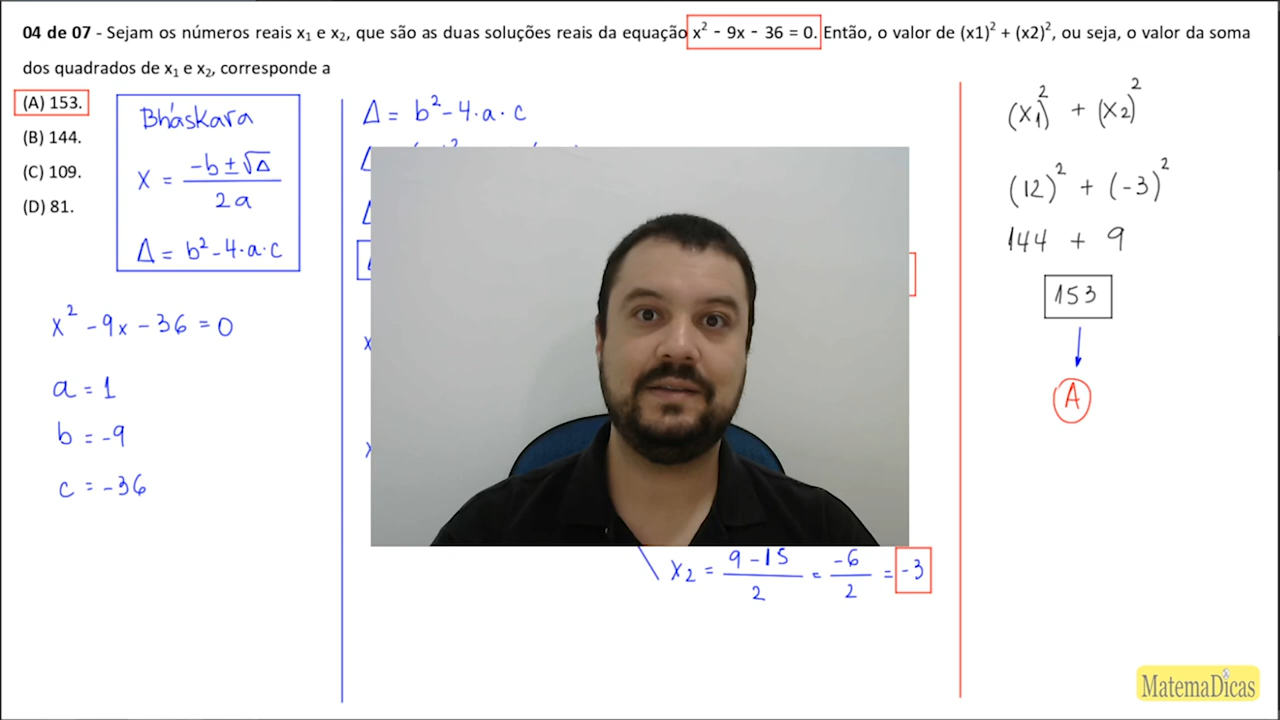 04 de 07 - Sejam os números reais x₁ e x₂, que são as duas soluções reais da equação x² - 9x - 36 = 0. Então, o valor de (x1)² + (x2)², ou seja, o valor da soma
dos quadrados de x₁ e x₂, corresponde a
(A) 153.
(B) 144.
(C) 109.
(D) 81.
Bháskara
x = (-b ± √Δ)/2a
Δ = b² - 4·a·c
x² - 9x - 36 = 0
a = 1
b = -9
c = -36
Δ = b² - 4·a·c
x₂ = (9 - 15)/2 = -6/2 = -3
(x₁)² + (x₂)²
(12)² + (-3)²
144 + 9
153
A
MatemaDicas